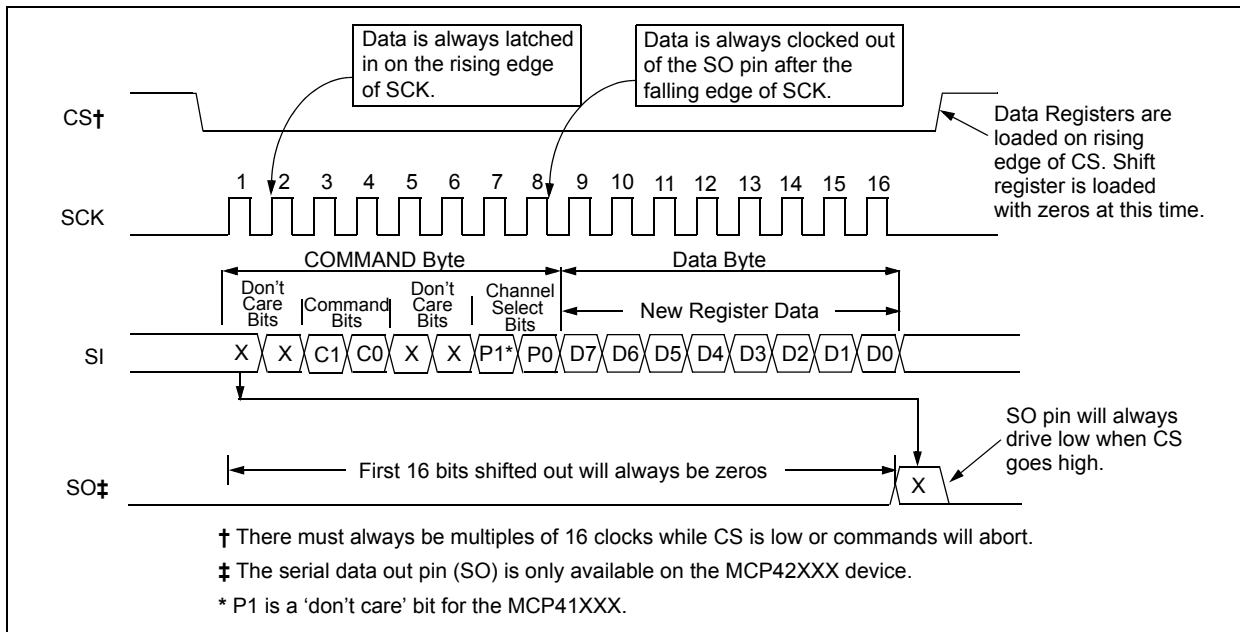 Data is always latched
in on the rising edge
of SCK.
Data is always clocked out
of the SO pin after the
falling edge of SCK.
CS†
Data Registers are
loaded on rising
edge of CS. Shift
register is loaded
with zeros at this time.
1 2 3 4 5 6 7 8 9 10 11 12 13 14 15 16
SCK
COMMAND Byte
Data Byte
Don't
Care
Bits
Command
Bits
Don't
Care
Bits
Channel
Select
Bits
New Register Data
SI
X X C1 C0 X X P1* P0 D7 D6 D5 D4 D3 D2 D1 D0
SO pin will always
drive low when CS
goes high.
First 16 bits shifted out will always be zeros
SO‡
X
† There must always be multiples of 16 clocks while CS is low or commands will abort.
‡ The serial data out pin (SO) is only available on the MCP42XXX device.
* P1 is a 'don't care' bit for the MCP41XXX.